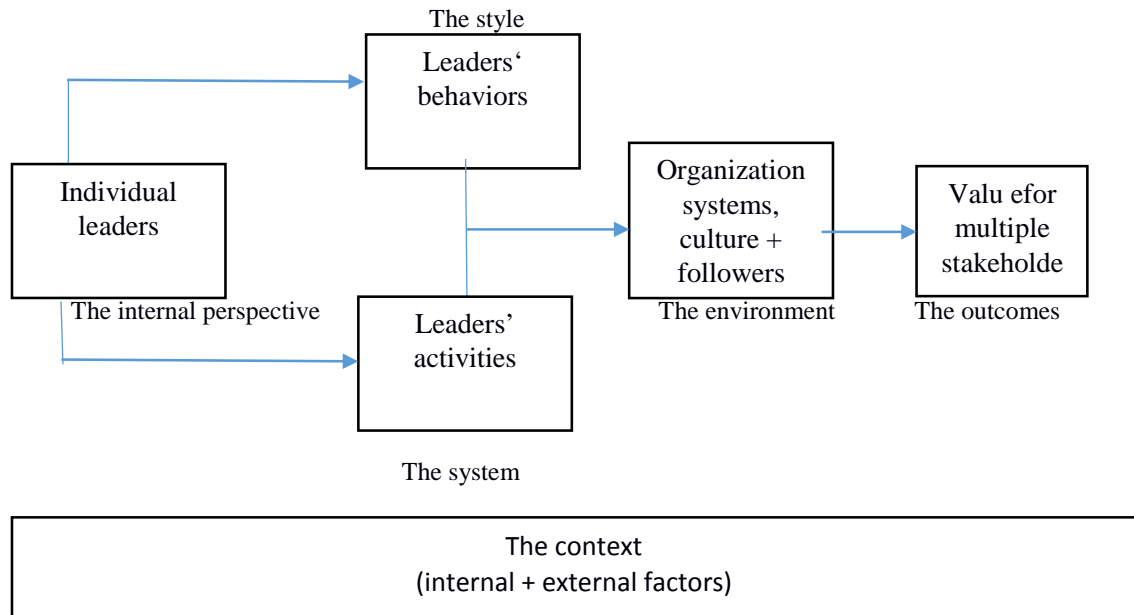 The style
Leaders‘
behaviors
Individual
leaders
The internal perspective
Leaders’
activities
The system
Organization
systems,
culture +
followers
The environment
Valu efor
multiple
stakeholde
The outcomes
The context
(internal + external factors)